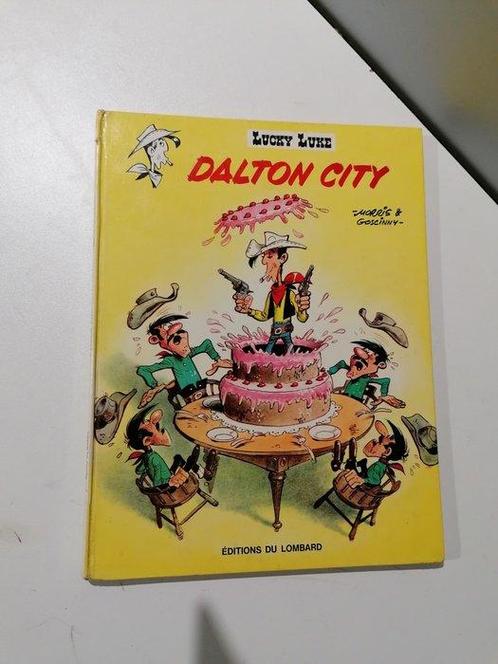 LUCKY LUKE
DALTON CITY
-MORRIS &
GOSCINNY-
ÉDITIONS DU LOMBARD